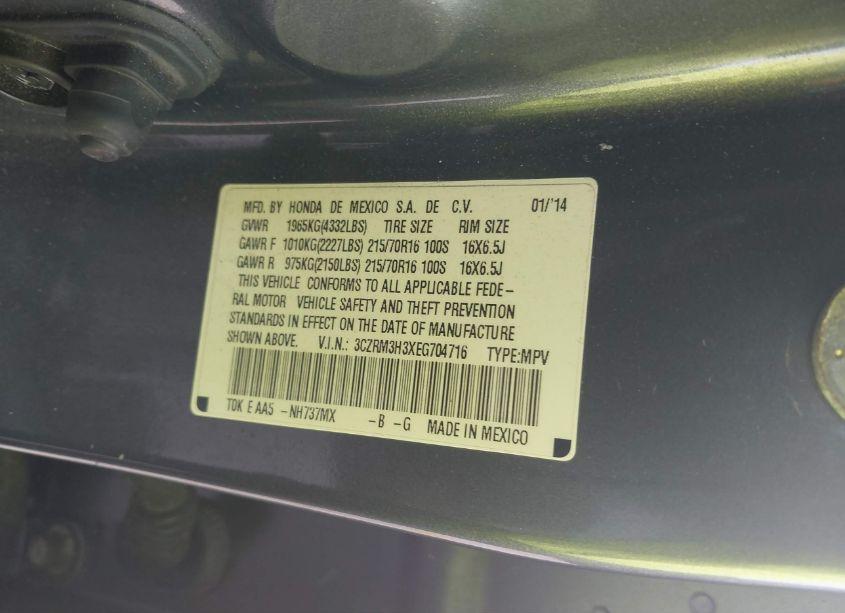 MFD. BY HONDA DE MEXICO S.A. DE C.V. 01/'14
GVWR 1965KG(4332LBS) TIRE SIZE RIM SIZE
GAWR F 1010KG(2227LBS) 215/70R16 100S 16X6.5J
GAWR R 975KG(2150LBS) 215/70R16 100S 16X6.5J
THIS VEHICLE CONFORMS TO ALL APPLICABLE FEDE-
RAL MOTOR VEHICLE SAFETY AND THEFT PREVENTION
STANDARDS IN EFFECT ON THE DATE OF MANUFACTURE
SHOWN ABOVE. V.I.N.: 3CZRM3H3XEG704716 TYPE:MPV
TDK E AA5 -NH737MX -B -G MADE IN MEXICO